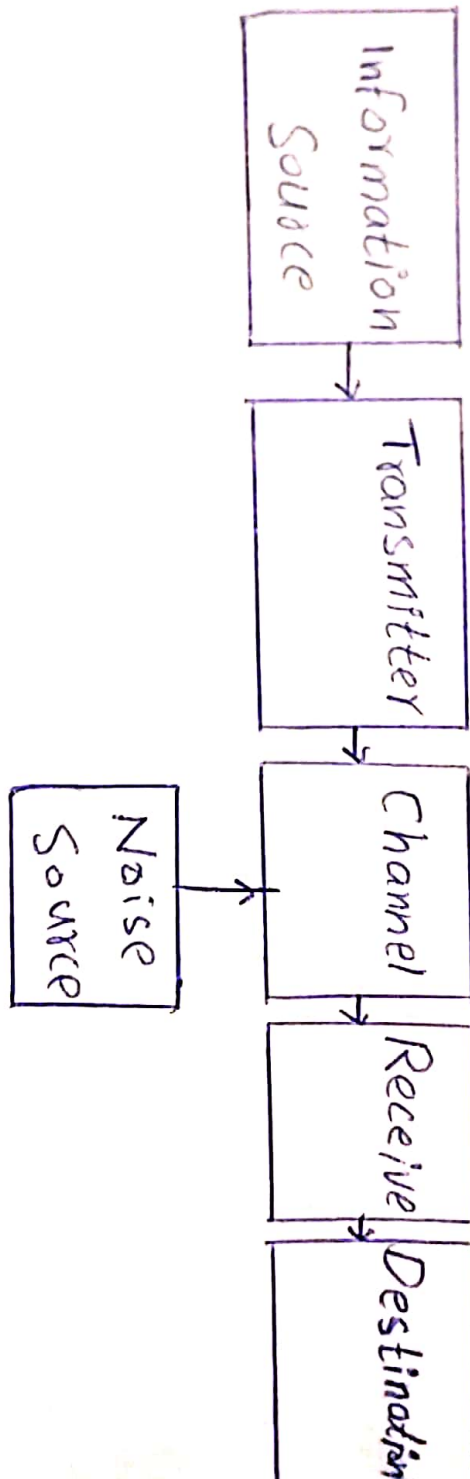 Information
Source
Transmitter
Channel
Receive
Destination
Noise
Source